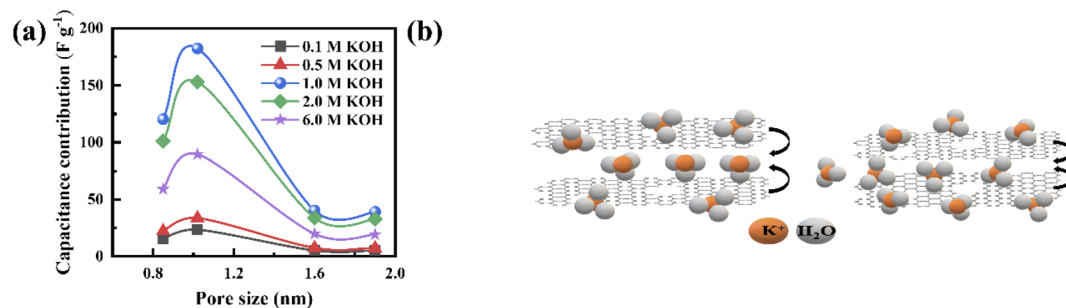 (a)
Capacitance contribution (F g⁻¹)
200
150
100
50
0
0.1 M KOH
0.5 M KOH
1.0 M KOH
2.0 M KOH
6.0 M KOH
0.8
1.2
1.6
2.0
Pore size (nm)
(b)
K⁺
H₂O